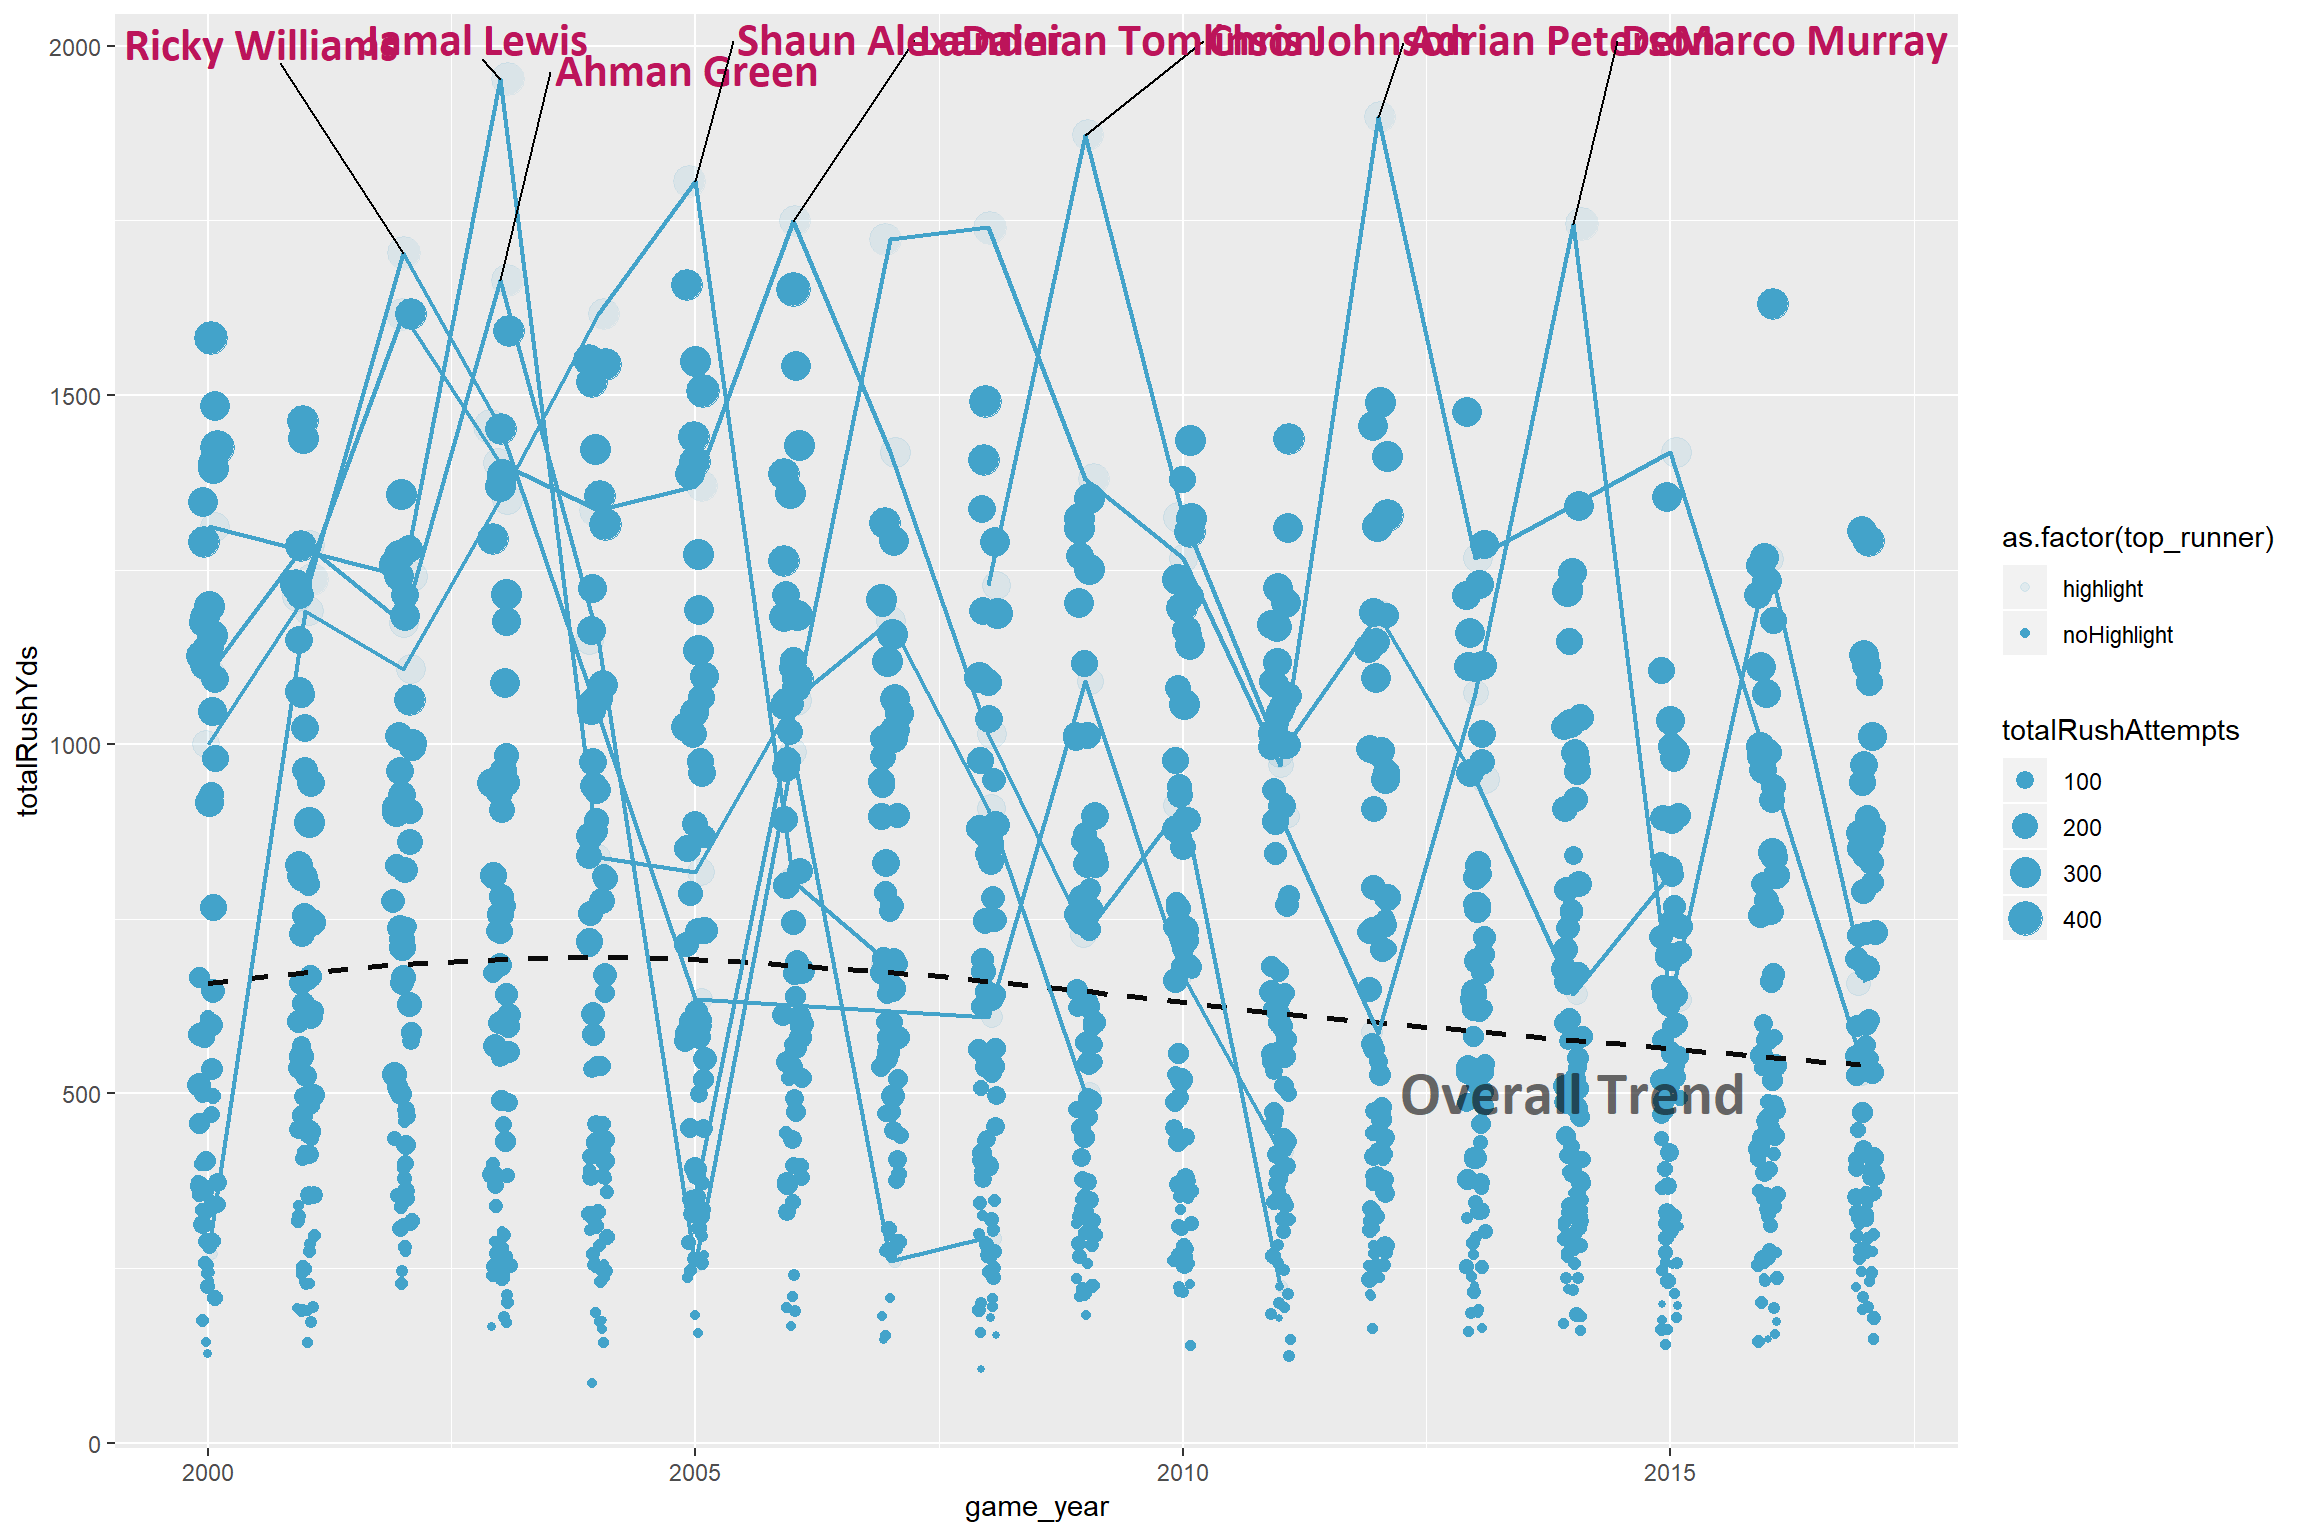 Ricky Williams
Jamal Lewis
Ahman Green
Shaun Alexander
LaDainian Tomlinson
Chris Johnson
Adrian Peterson
DeMarco Murray
2000
1500
1000
500
0
totalRushYds
Overall Trend
2000
2005
2010
2015
game_year
as.factor(top_runner)
highlight
noHighlight
totalRushAttempts
100
200
300
400